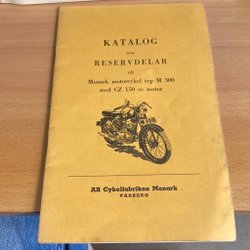 KATALOG
över
RESERVDELAR
till
Monark motorcykel typ M 300
med CZ 150 cc motor
AB Cykelfabriken Monark
VARBERG